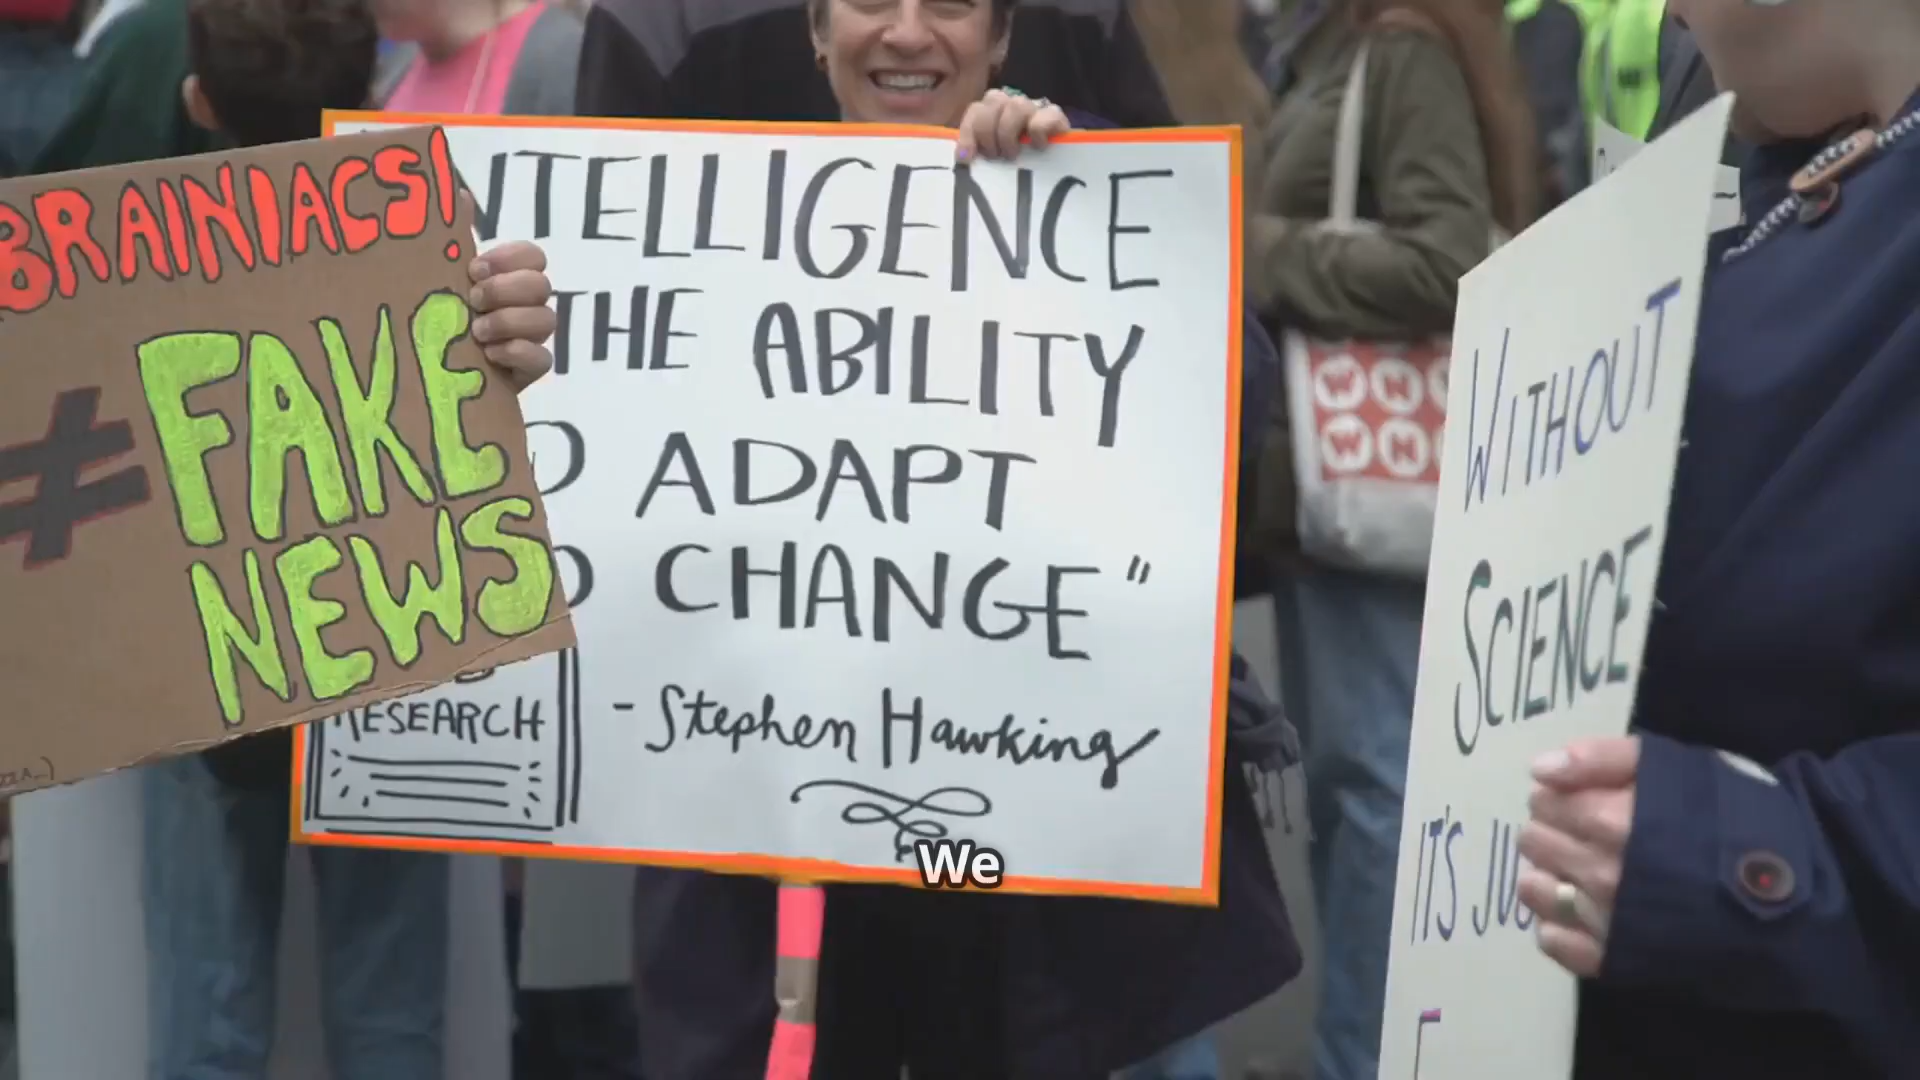 BRAINIACS!
≠ FAKE
NEWS
NTELLIGENCE
THE ABILITY
O ADAPT
O CHANGE"
- Stephen Hawking
RESEARCH
WITHOUT
SCIENCE
IT'S JU
We